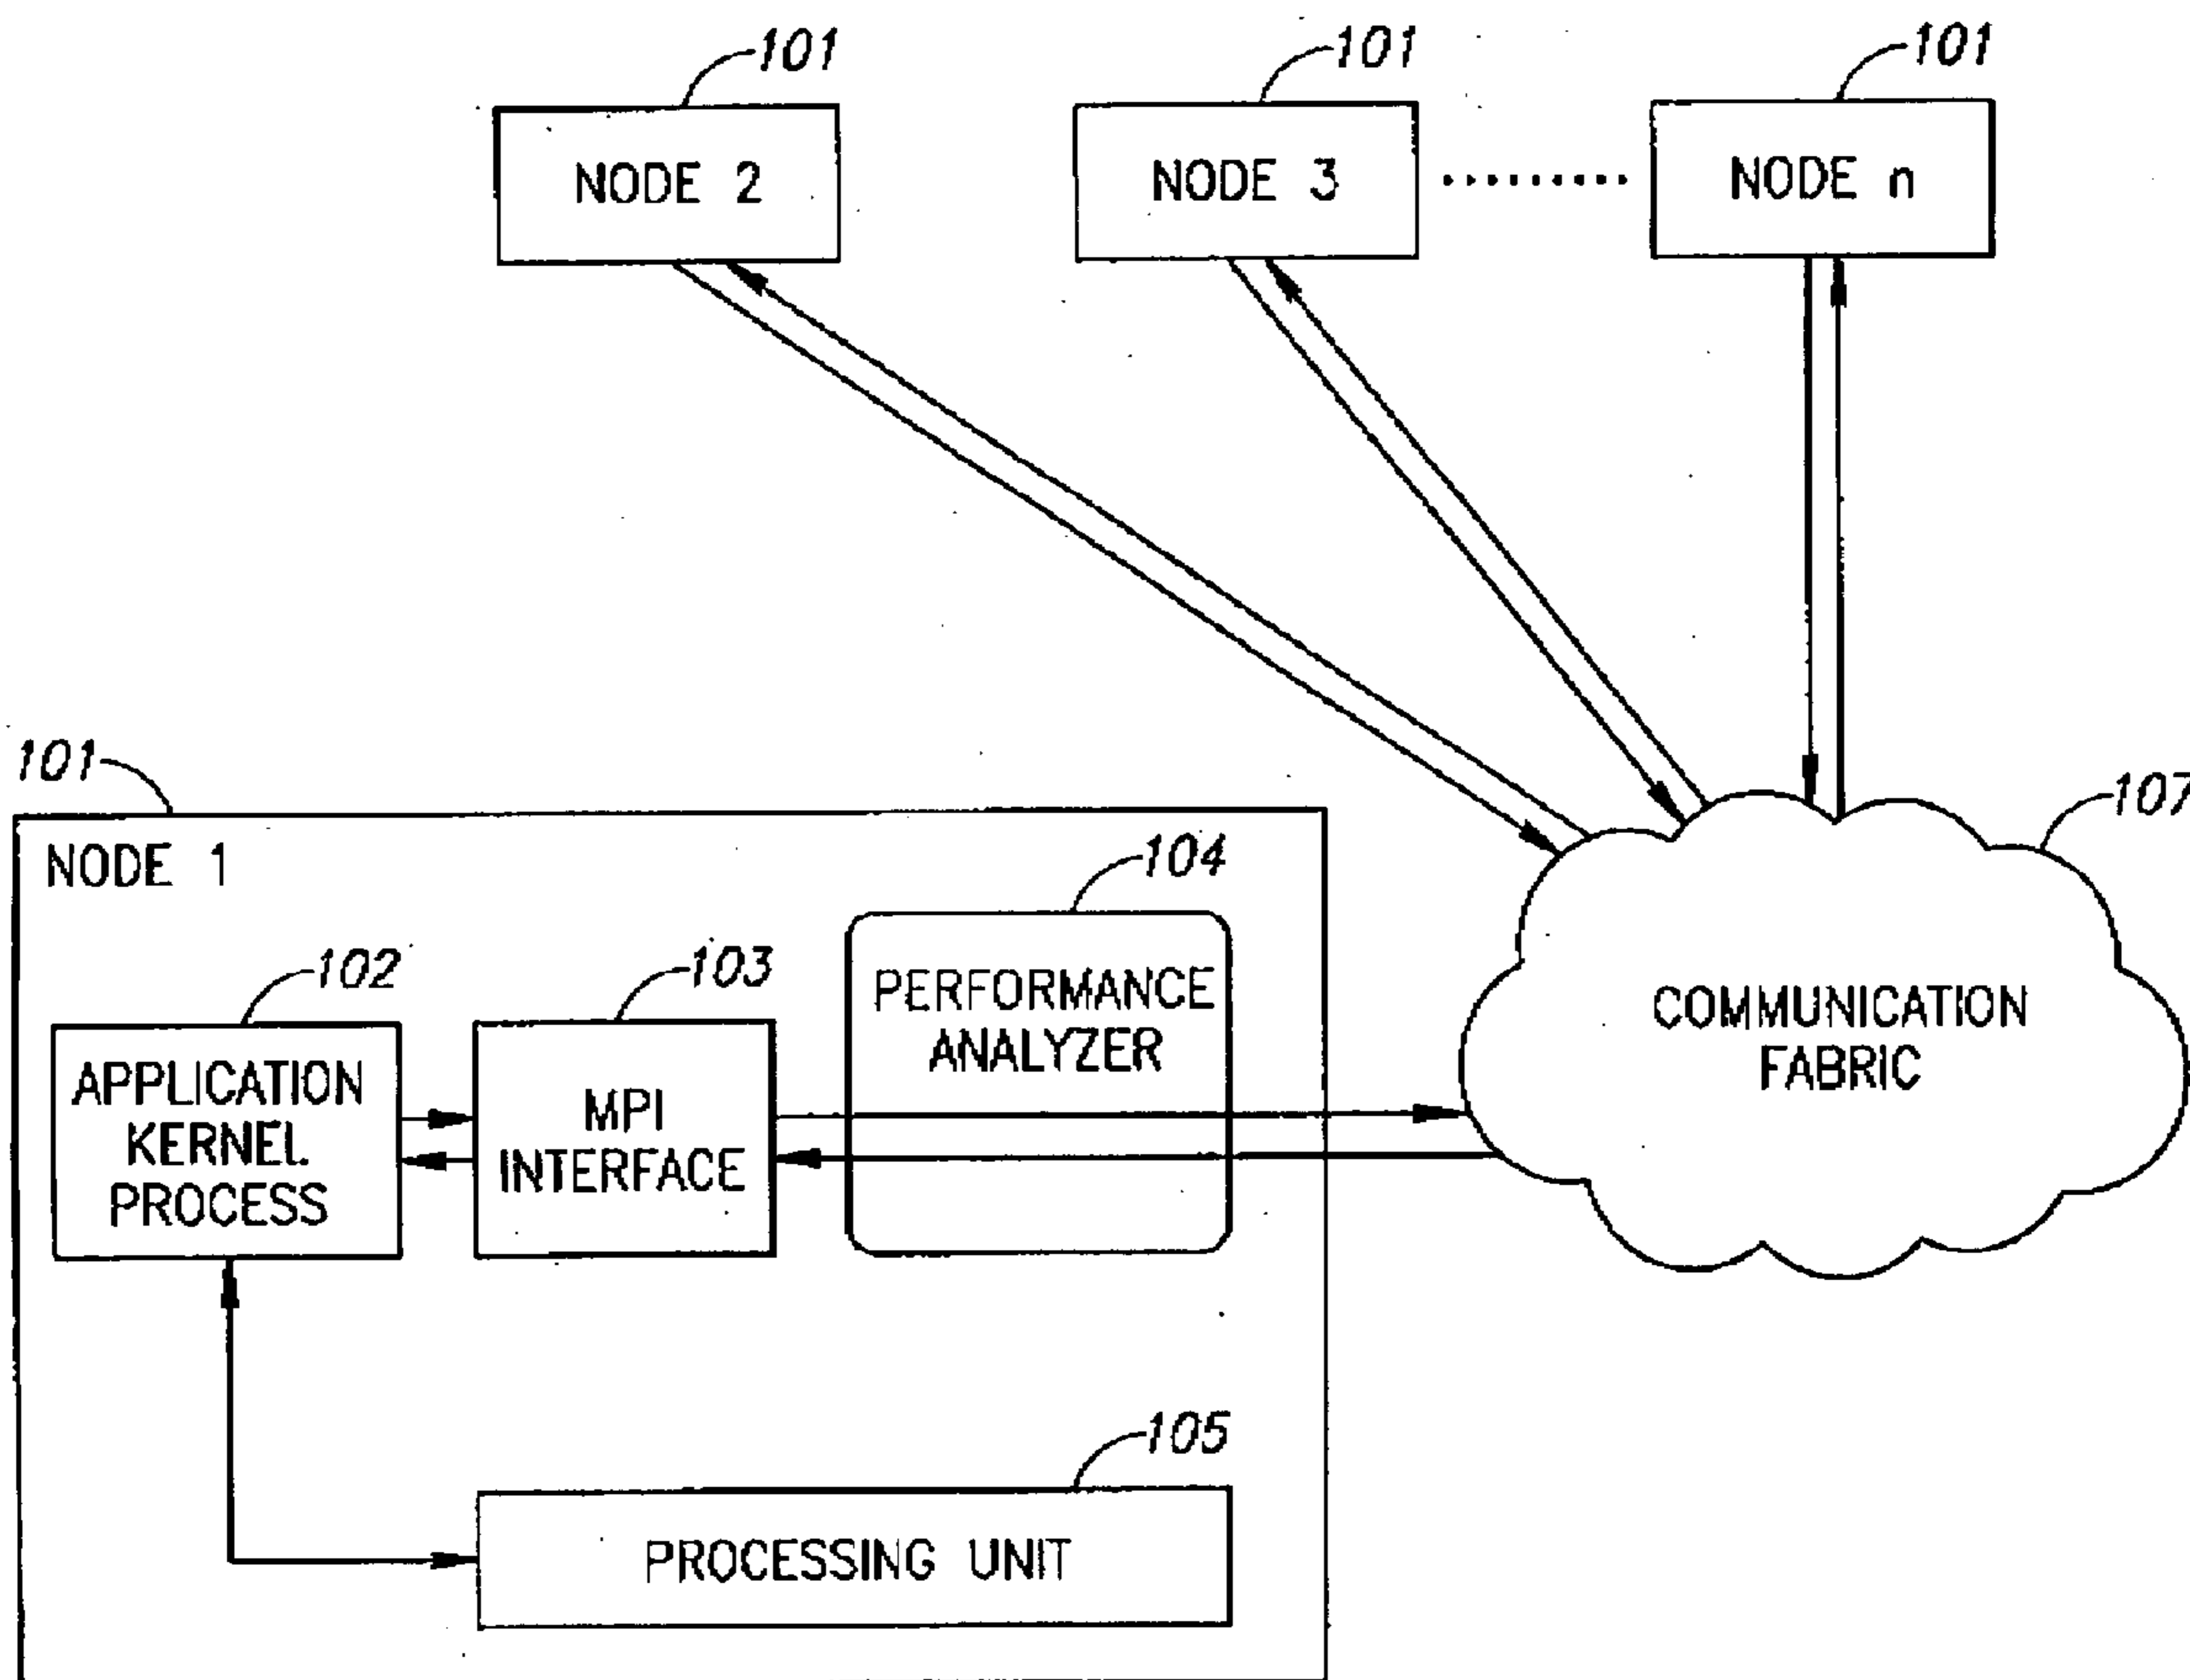 101
101
101
NODE 2
NODE 3
NODE n
101
107
NODE 1
104
102
103
PERFORMANCE
ANALYZER
APPLICATION
KERNEL
PROCESS
MPI
INTERFACE
COMMUNICATION
FABRIC
105
PROCESSING UNIT